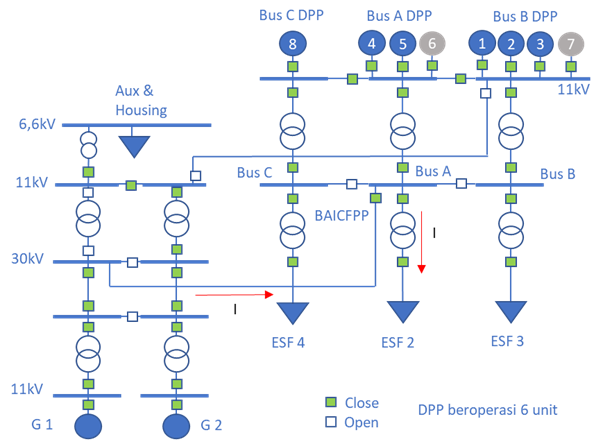 Bus C DPP
Bus A DPP
Bus B DPP
8
4
5
6
1
2
3
7
11kV
Aux &
Housing
6,6kV
11kV
Bus C
Bus A
Bus B
BAICFPP
I
30kV
I
ESF 4
ESF 2
ESF 3
11kV
G 1
G 2
Close
Open
DPP beroperasi 6 unit